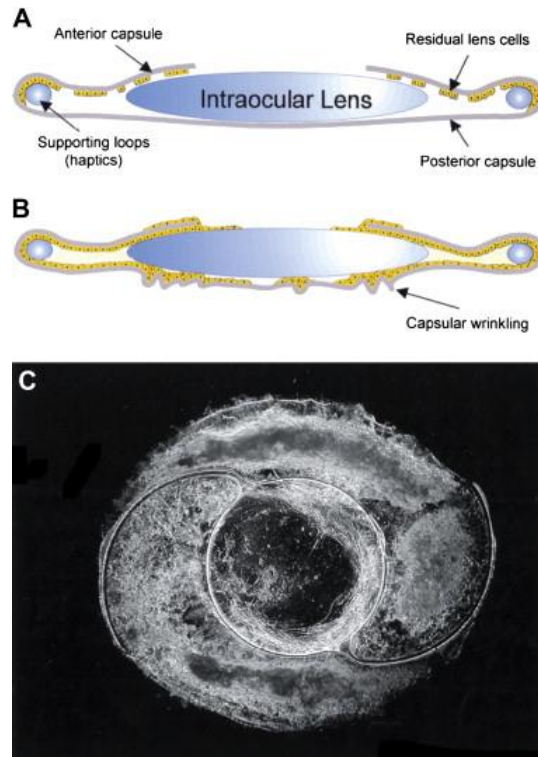 A
Anterior capsule
Residual lens cells
Intraocular Lens
Supporting loops
(haptics)
Posterior capsule
B
Capsular wrinkling
C